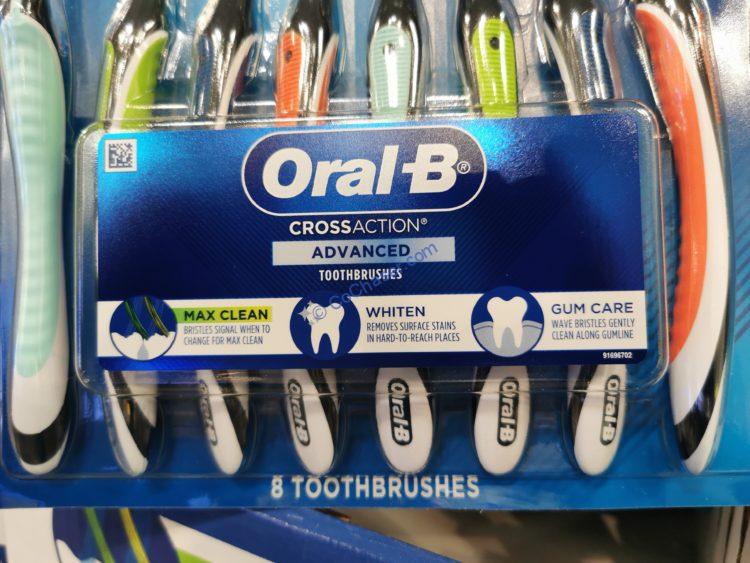 Oral-B®
CROSSACTION®
ADVANCED
TOOTHBRUSHES
MAX CLEAN
BRISTLES SIGNAL WHEN TO
CHANGE FOR MAX CLEAN
WHITEN
REMOVES SURFACE STAINS
IN HARD-TO-REACH PLACES
GUM CARE
WAVE BRISTLES GENTLY
CLEAN ALONG GUMLINE
91696702
Oral-B
Oral-B
Oral-B
Oral-B
Oral-B
8 TOOTHBRUSHES